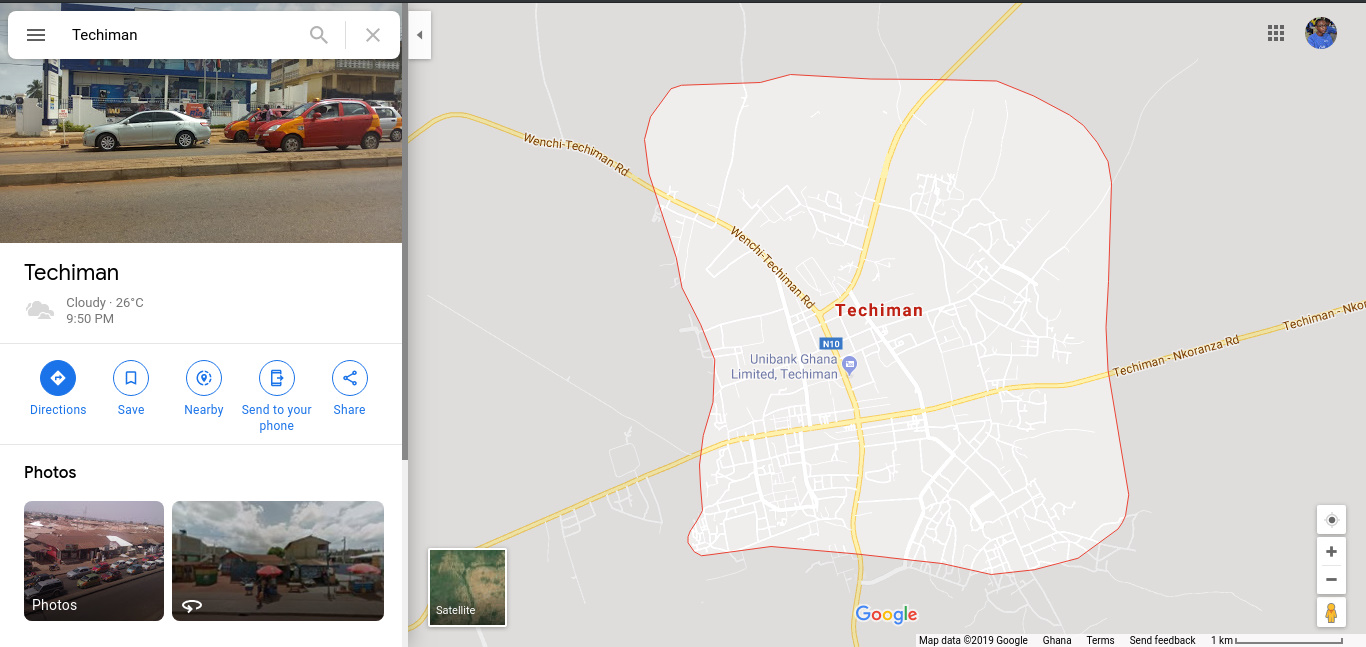 Techiman
Techiman
Cloudy · 26°C
9:50 PM
Directions
Save
Nearby
Send to your
phone
Share
Photos
Photos
Wenchi-Techiman Rd
Wenchi-Techiman Rd
Techiman
N10
Unibank Ghana
Limited, Techiman
Techiman - Nkoranza Rd
Techiman - Nkor
Satellite
Google
Map data ©2019 Google
Ghana
Terms
Send feedback
1 km